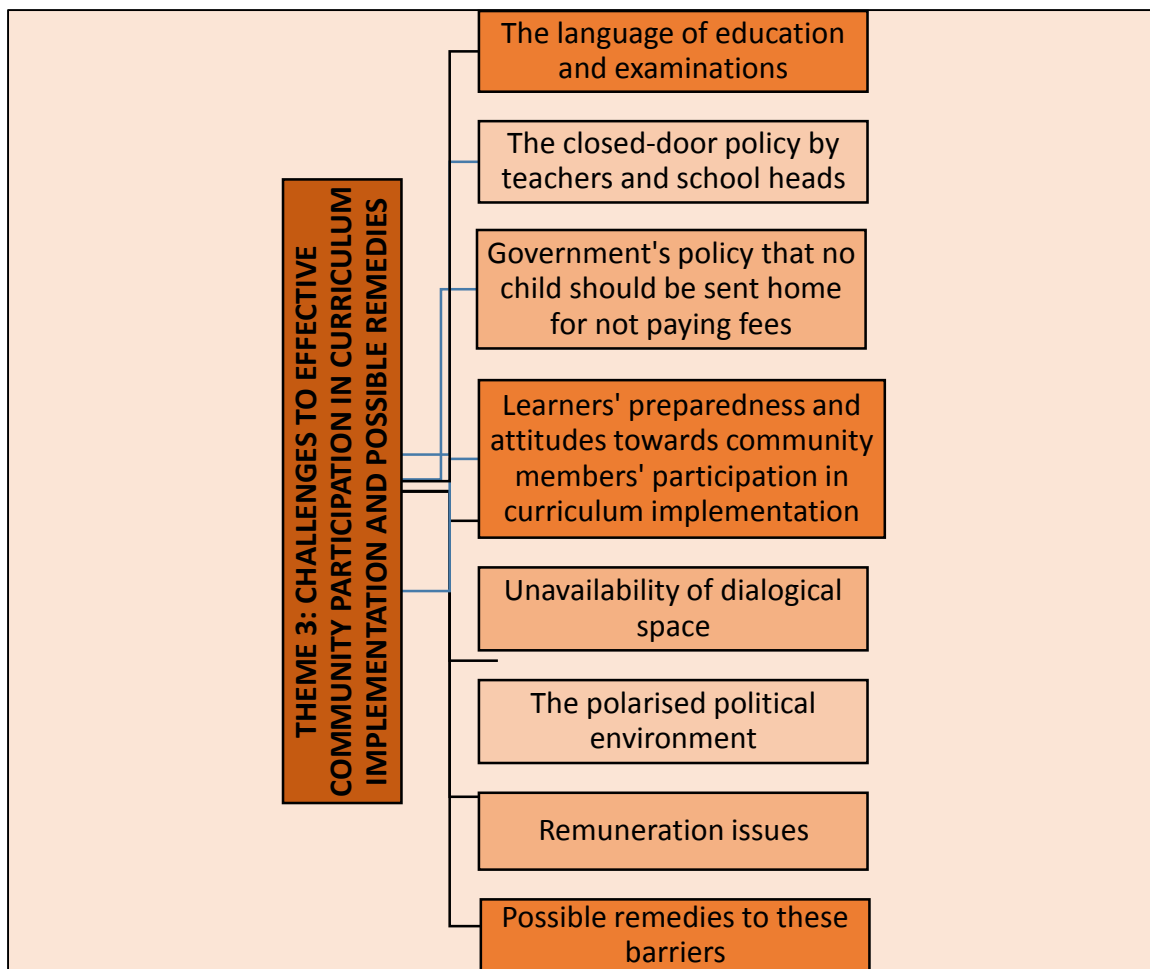 THEME 3: CHALLENGES TO EFFECTIVE
COMMUNITY PARTICIPATION IN CURRICULUM
IMPLEMENTATION AND POSSIBLE REMEDIES
The language of education
and examinations
The closed-door policy by
teachers and school heads
Government's policy that no
child should be sent home
for not paying fees
Learners' preparedness and
attitudes towards community
members' participation in
curriculum implementation
Unavailability of dialogical
space
The polarised political
environment
Remuneration issues
Possible remedies to these
barriers